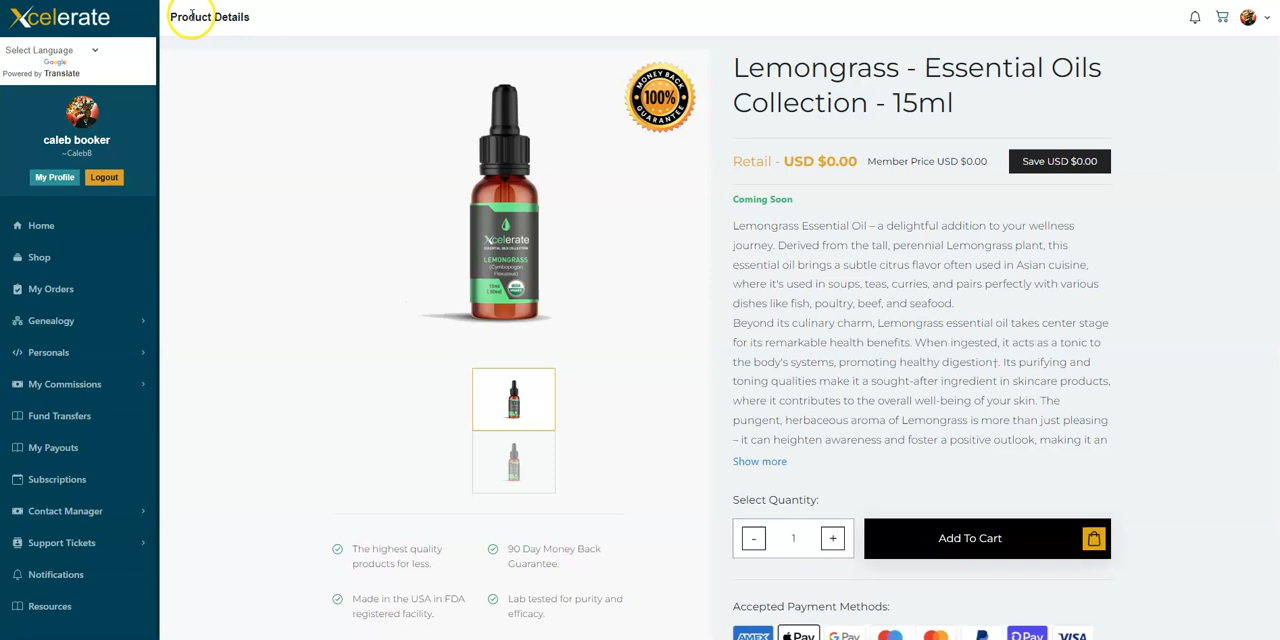 Xcelerate
Select Language
Google
Powered by Translate
caleb booker
~CalebB
My Profile
Logout
Home
Shop
My Orders
Genealogy
Personals
My Commissions
Fund Transfers
My Payouts
Subscriptions
Contact Manager
Support Tickets
Notifications
Resources
Product Details
MONEY BACK
100%
GUARANTEE
Xcelerate
ESSENTIAL OILS COLLECTION
LEMONGRASS
(Cymbopogon
Flexuosus)
USDA
ORGANIC
The highest quality
products for less.
90 Day Money Back
Guarantee.
Made in the USA in FDA
registered facility.
Lab tested for purity and
efficacy.
Lemongrass - Essential Oils
Collection - 15ml
Retail - USD $0.00
Member Price USD $0.00
Save USD $0.00
Coming Soon
Lemongrass Essential Oil – a delightful addition to your wellness
journey. Derived from the tall, perennial Lemongrass plant, this
essential oil brings a subtle citrus flavor often used in Asian cuisine,
where it's used in soups, teas, curries, and pairs perfectly with various
dishes like fish, poultry, beef, and seafood.
Beyond its culinary charm, Lemongrass essential oil takes center stage
for its remarkable health benefits. When ingested, it acts as a tonic to
the body's systems, promoting healthy digestion†. Its purifying and
toning qualities make it a sought-after ingredient in skincare products,
where it contributes to the overall well-being of your skin. The
pungent, herbaceous aroma of Lemongrass is more than just pleasing
– it can heighten awareness and foster a positive outlook, making it an
Show more
Select Quantity:
- 1 +
Add To Cart
Accepted Payment Methods:
AMEX
Pay
G Pay
Pay
VISA